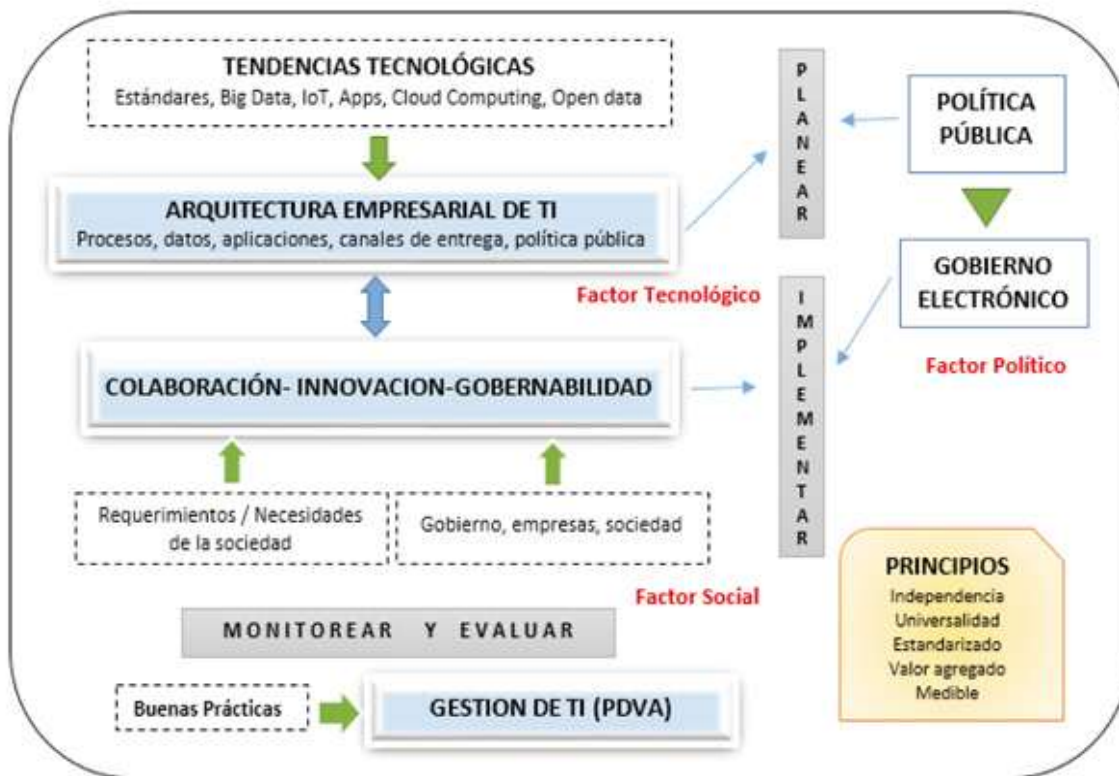 TENDENCIAS TECNOLÓGICAS
Estándares, Big Data, IoT, Apps, Cloud Computing, Open data
ARQUITECTURA EMPRESARIAL DE TI
Procesos, datos, aplicaciones, canales de entrega, política pública
Factor Tecnológico
COLABORACIÓN- INNOVACION-GOBERNABILIDAD
Requerimientos / Necesidades
de la sociedad
Gobierno, empresas, sociedad
Factor Social
MONITOREAR Y EVALUAR
Buenas Prácticas
GESTION DE TI (PDVA)
PLANEAR
IMPLEMENTAR
POLÍTICA
PÚBLICA
GOBIERNO
ELECTRÓNICO
Factor Político
PRINCIPIOS
Independencia
Universalidad
Estandarizado
Valor agregado
Medible